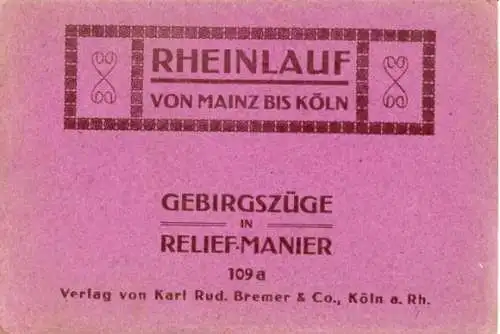 RHEINLAUF
VON MAINZ BIS KÖLN
GEBIRGSZÜGE
IN
RELIEF-MANIER
109a
Verlag von Karl Rud. Bremer & Co., Köln a. Rh.